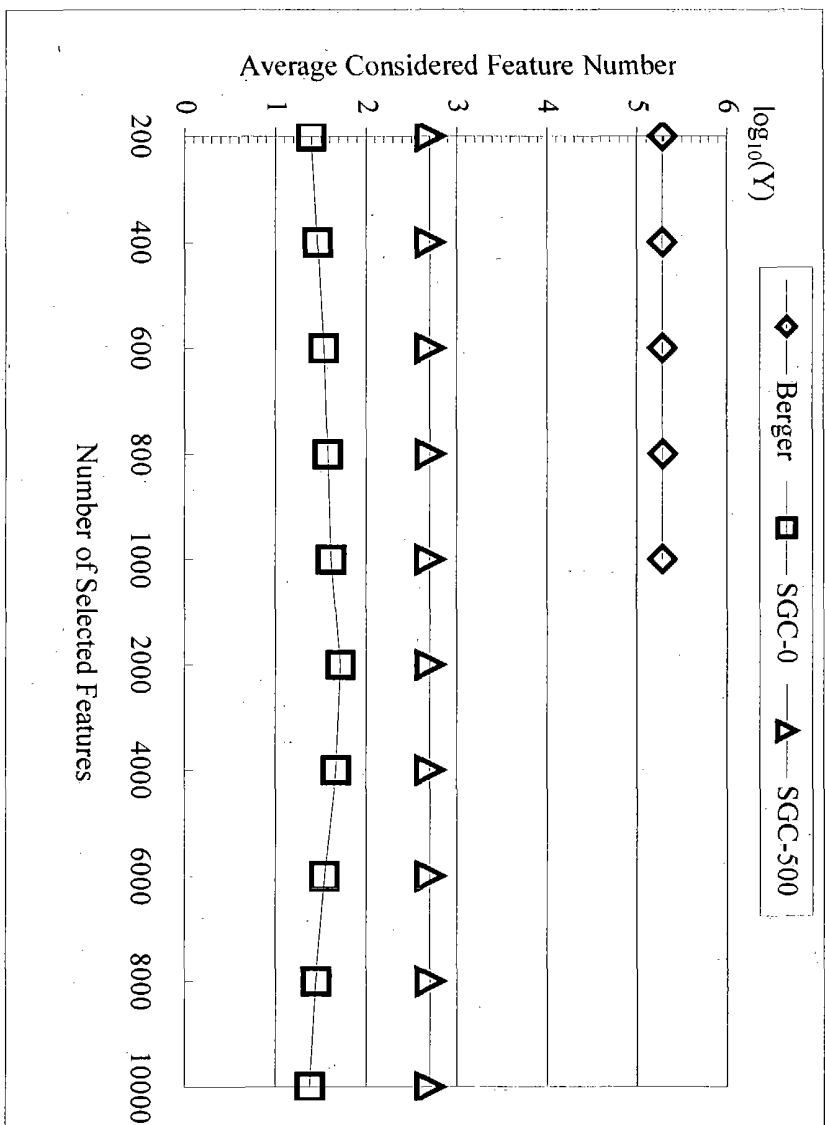 Berger SGC-0 SGC-500
log10(Y)
Average Considered Feature Number
6
5
4
3
2
1
0
200 400 600 800 1000 2000 4000 6000 8000 10000
Number of Selected Features